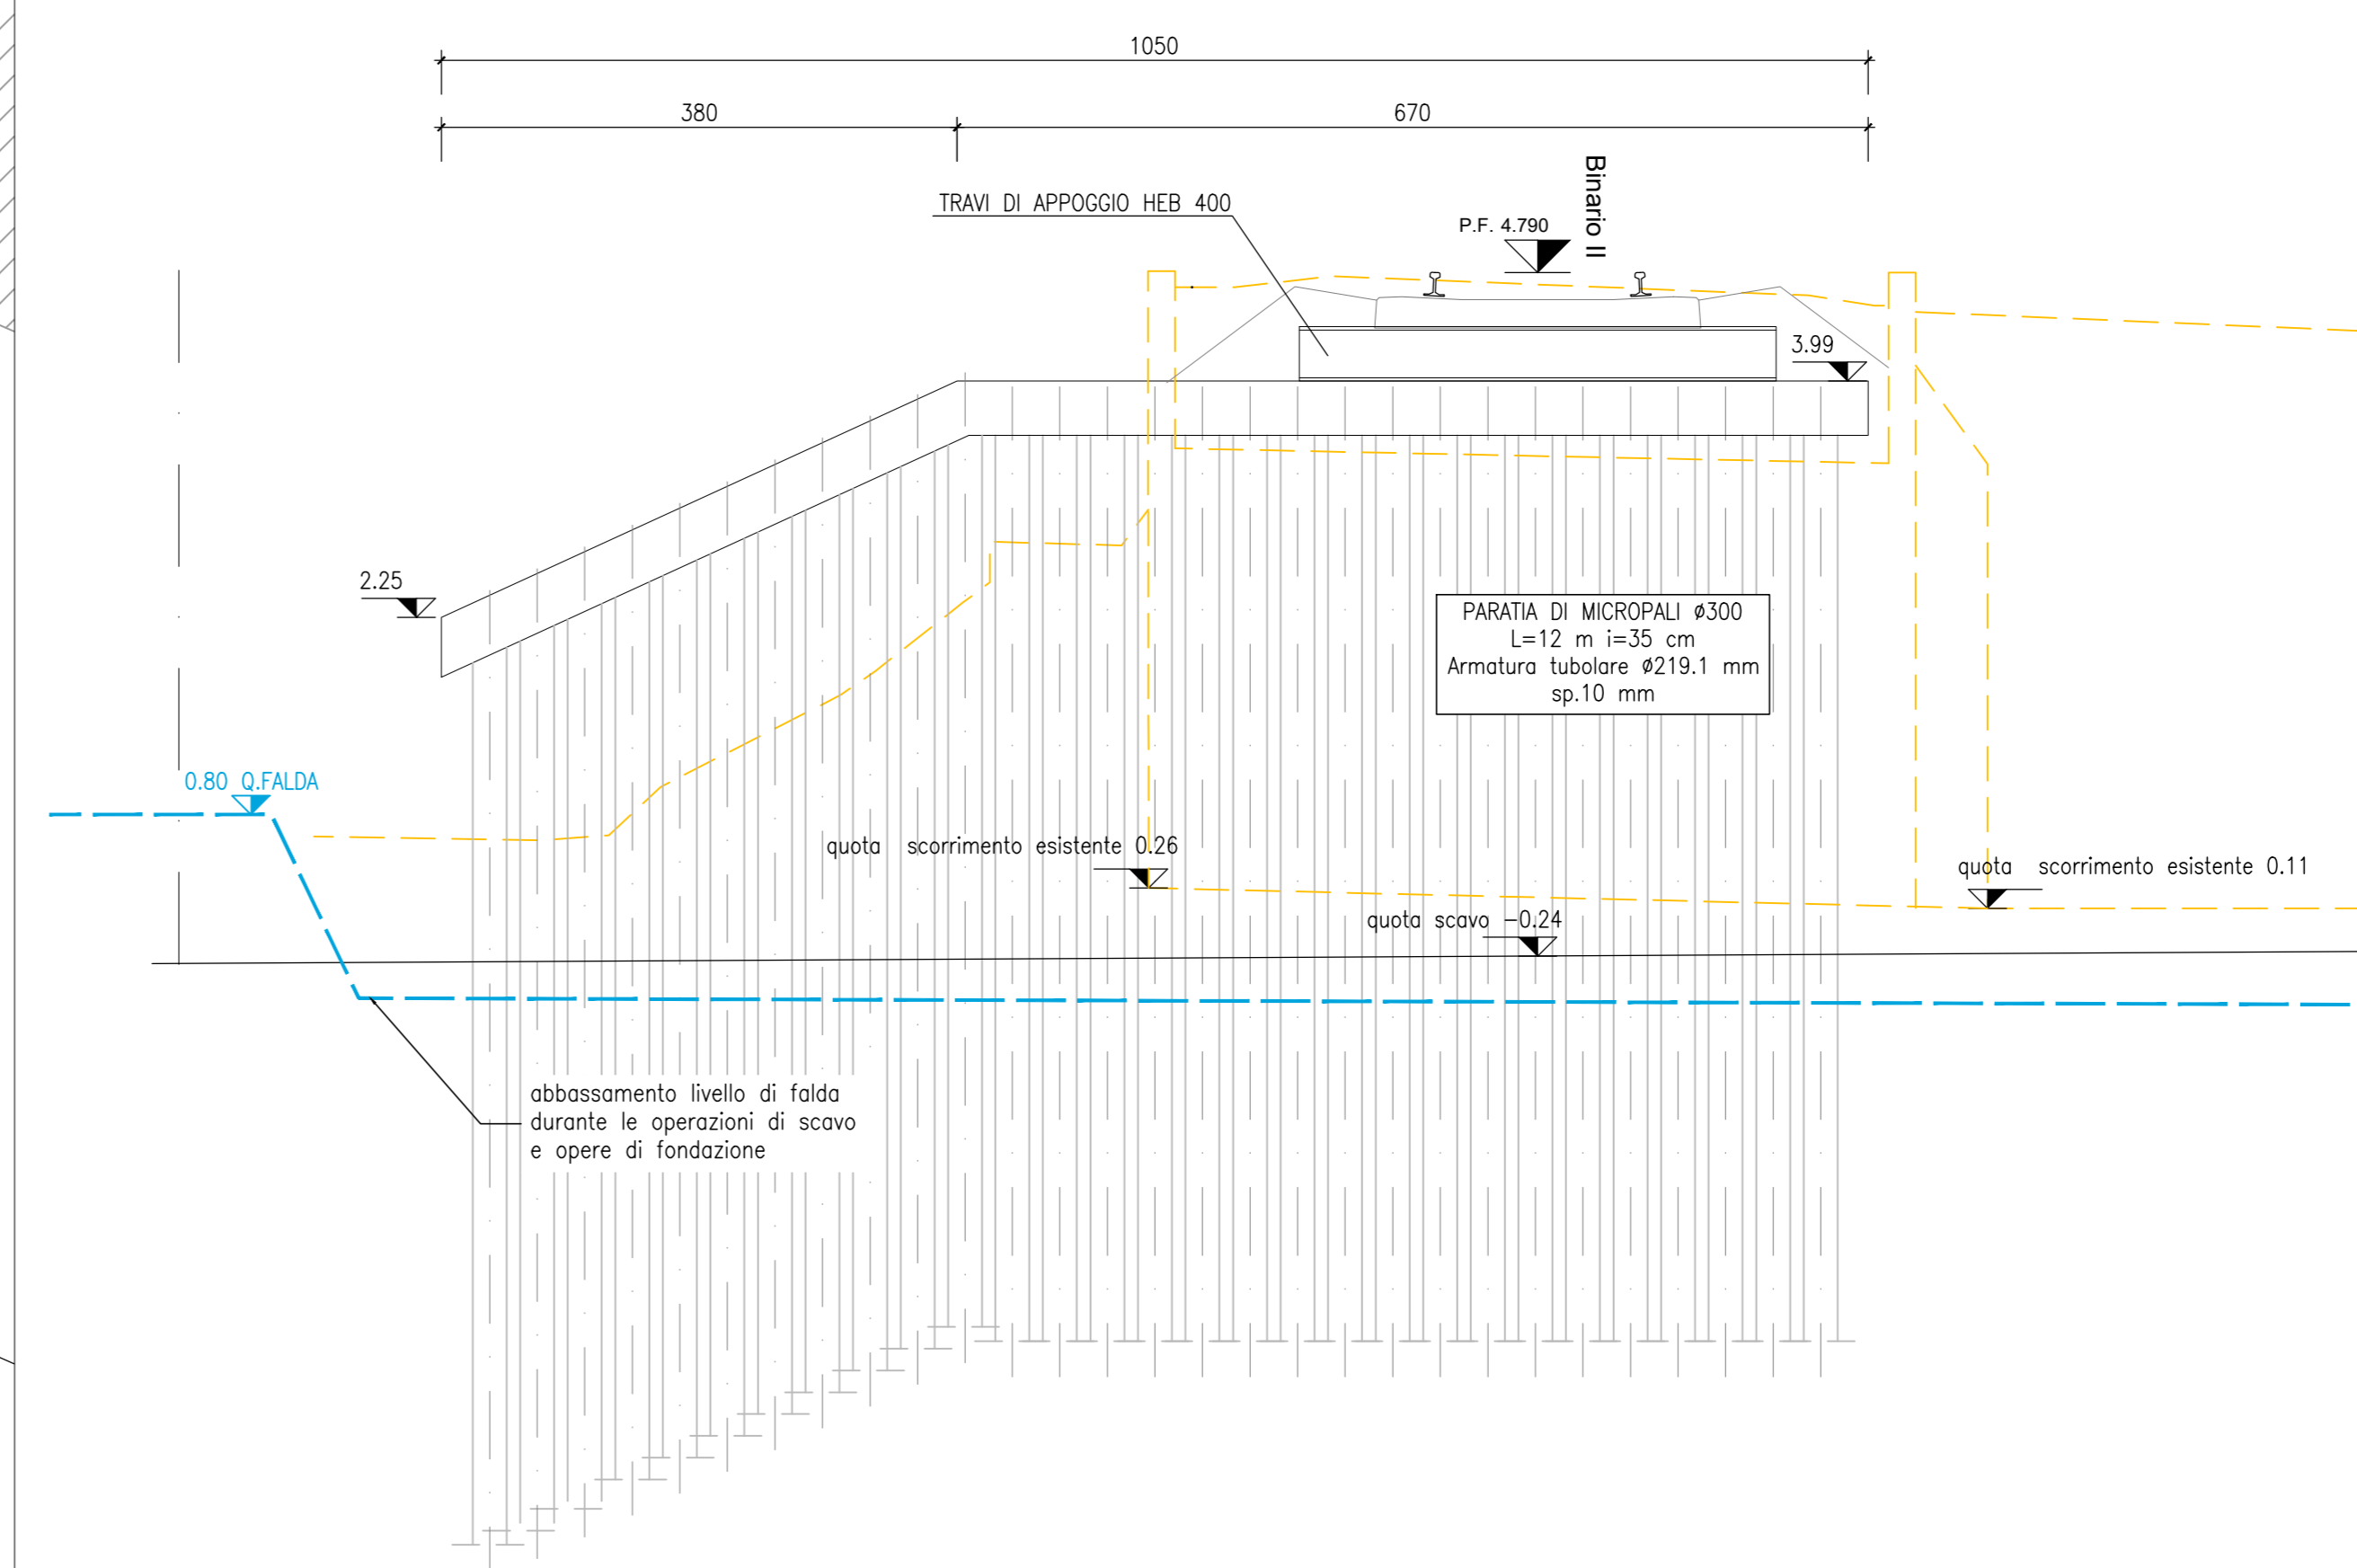 1050
380
670
Binario II
TRAVI DI APPOGGIO HEB 400
P.F. 4.790
3.99
2.25
PARATIA DI MICROPALI ø300
L=12 m i=35 cm
Armatura tubolare ø219.1 mm
sp.10 mm
0.80 Q.FALDA
quota scorrimento esistente 0.26
quota scorrimento esistente 0.11
quota scavo -0.24
abbassamento livello di falda
durante le operazioni di scavo
e opere di fondazione